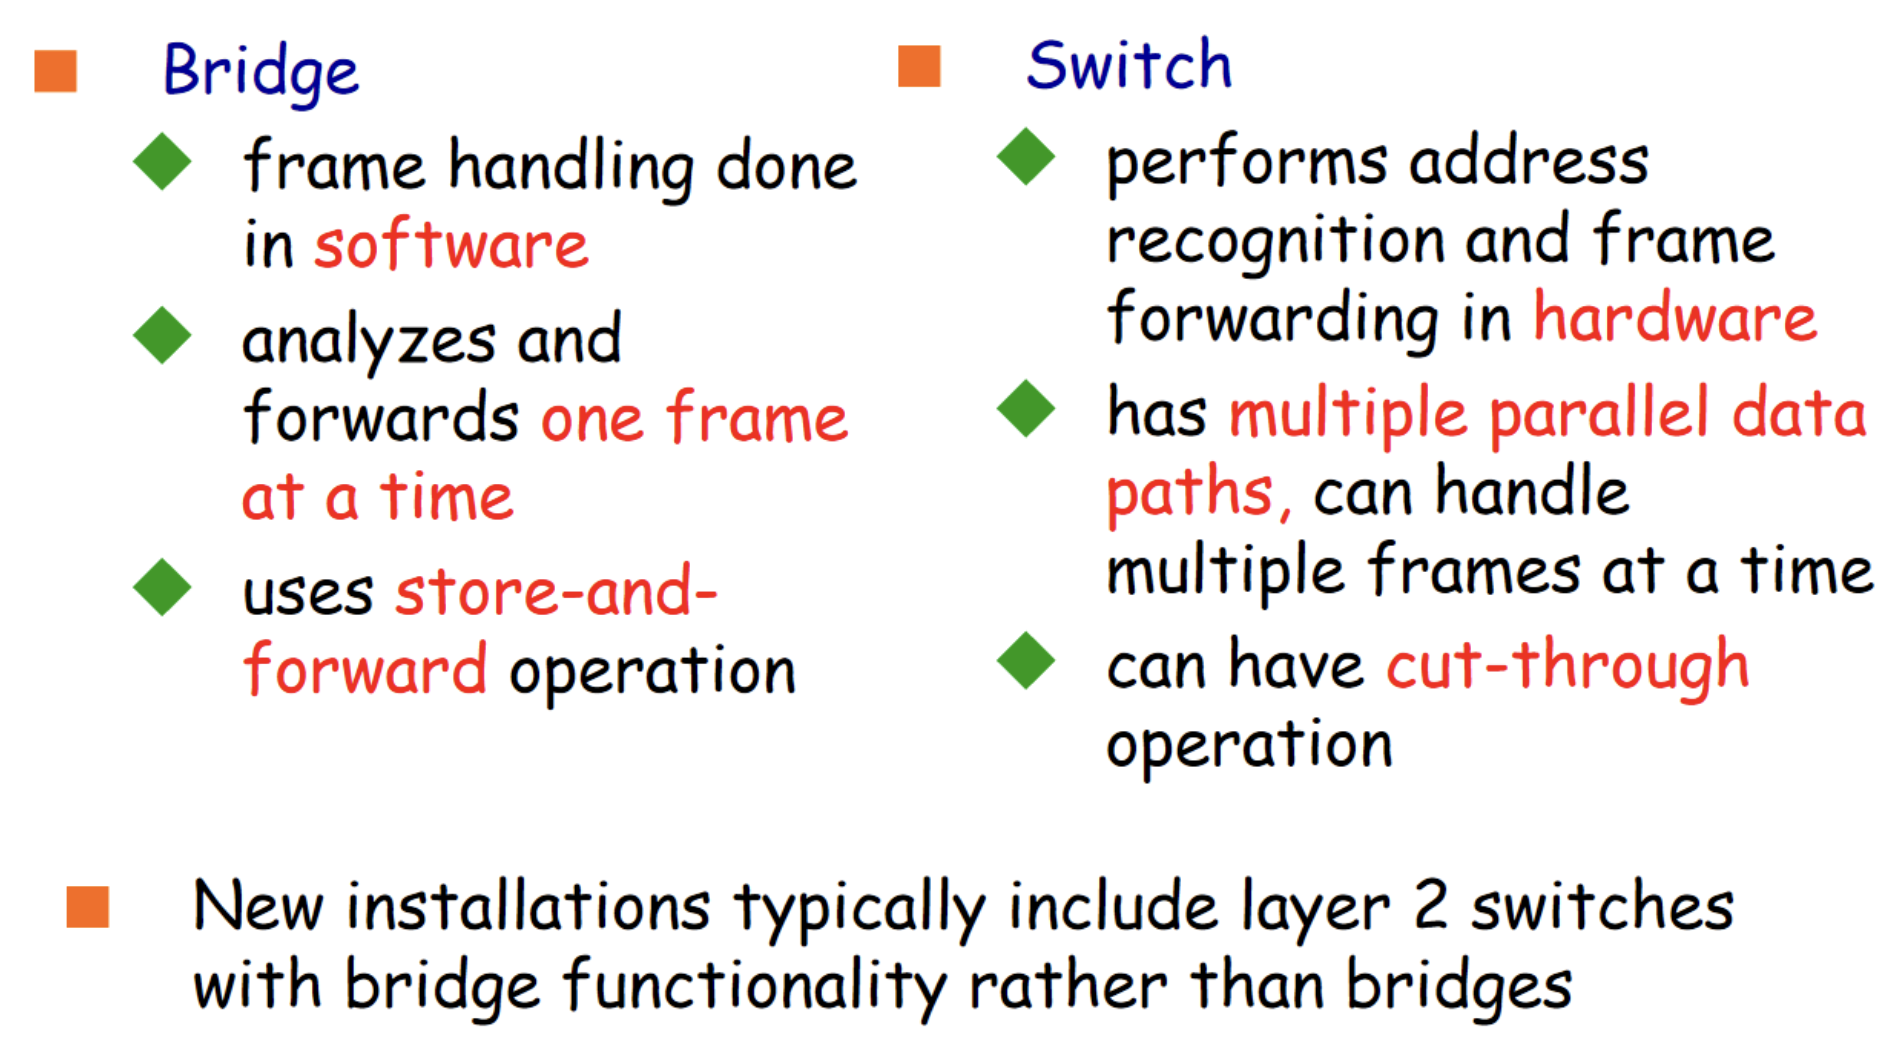 Bridge
frame handling done
in software
analyzes and
forwards one frame
at a time
uses store-and-
forward operation
Switch
performs address
recognition and frame
forwarding in hardware
has multiple parallel data
paths, can handle
multiple frames at a time
can have cut-through
operation
New installations typically include layer 2 switches
with bridge functionality rather than bridges